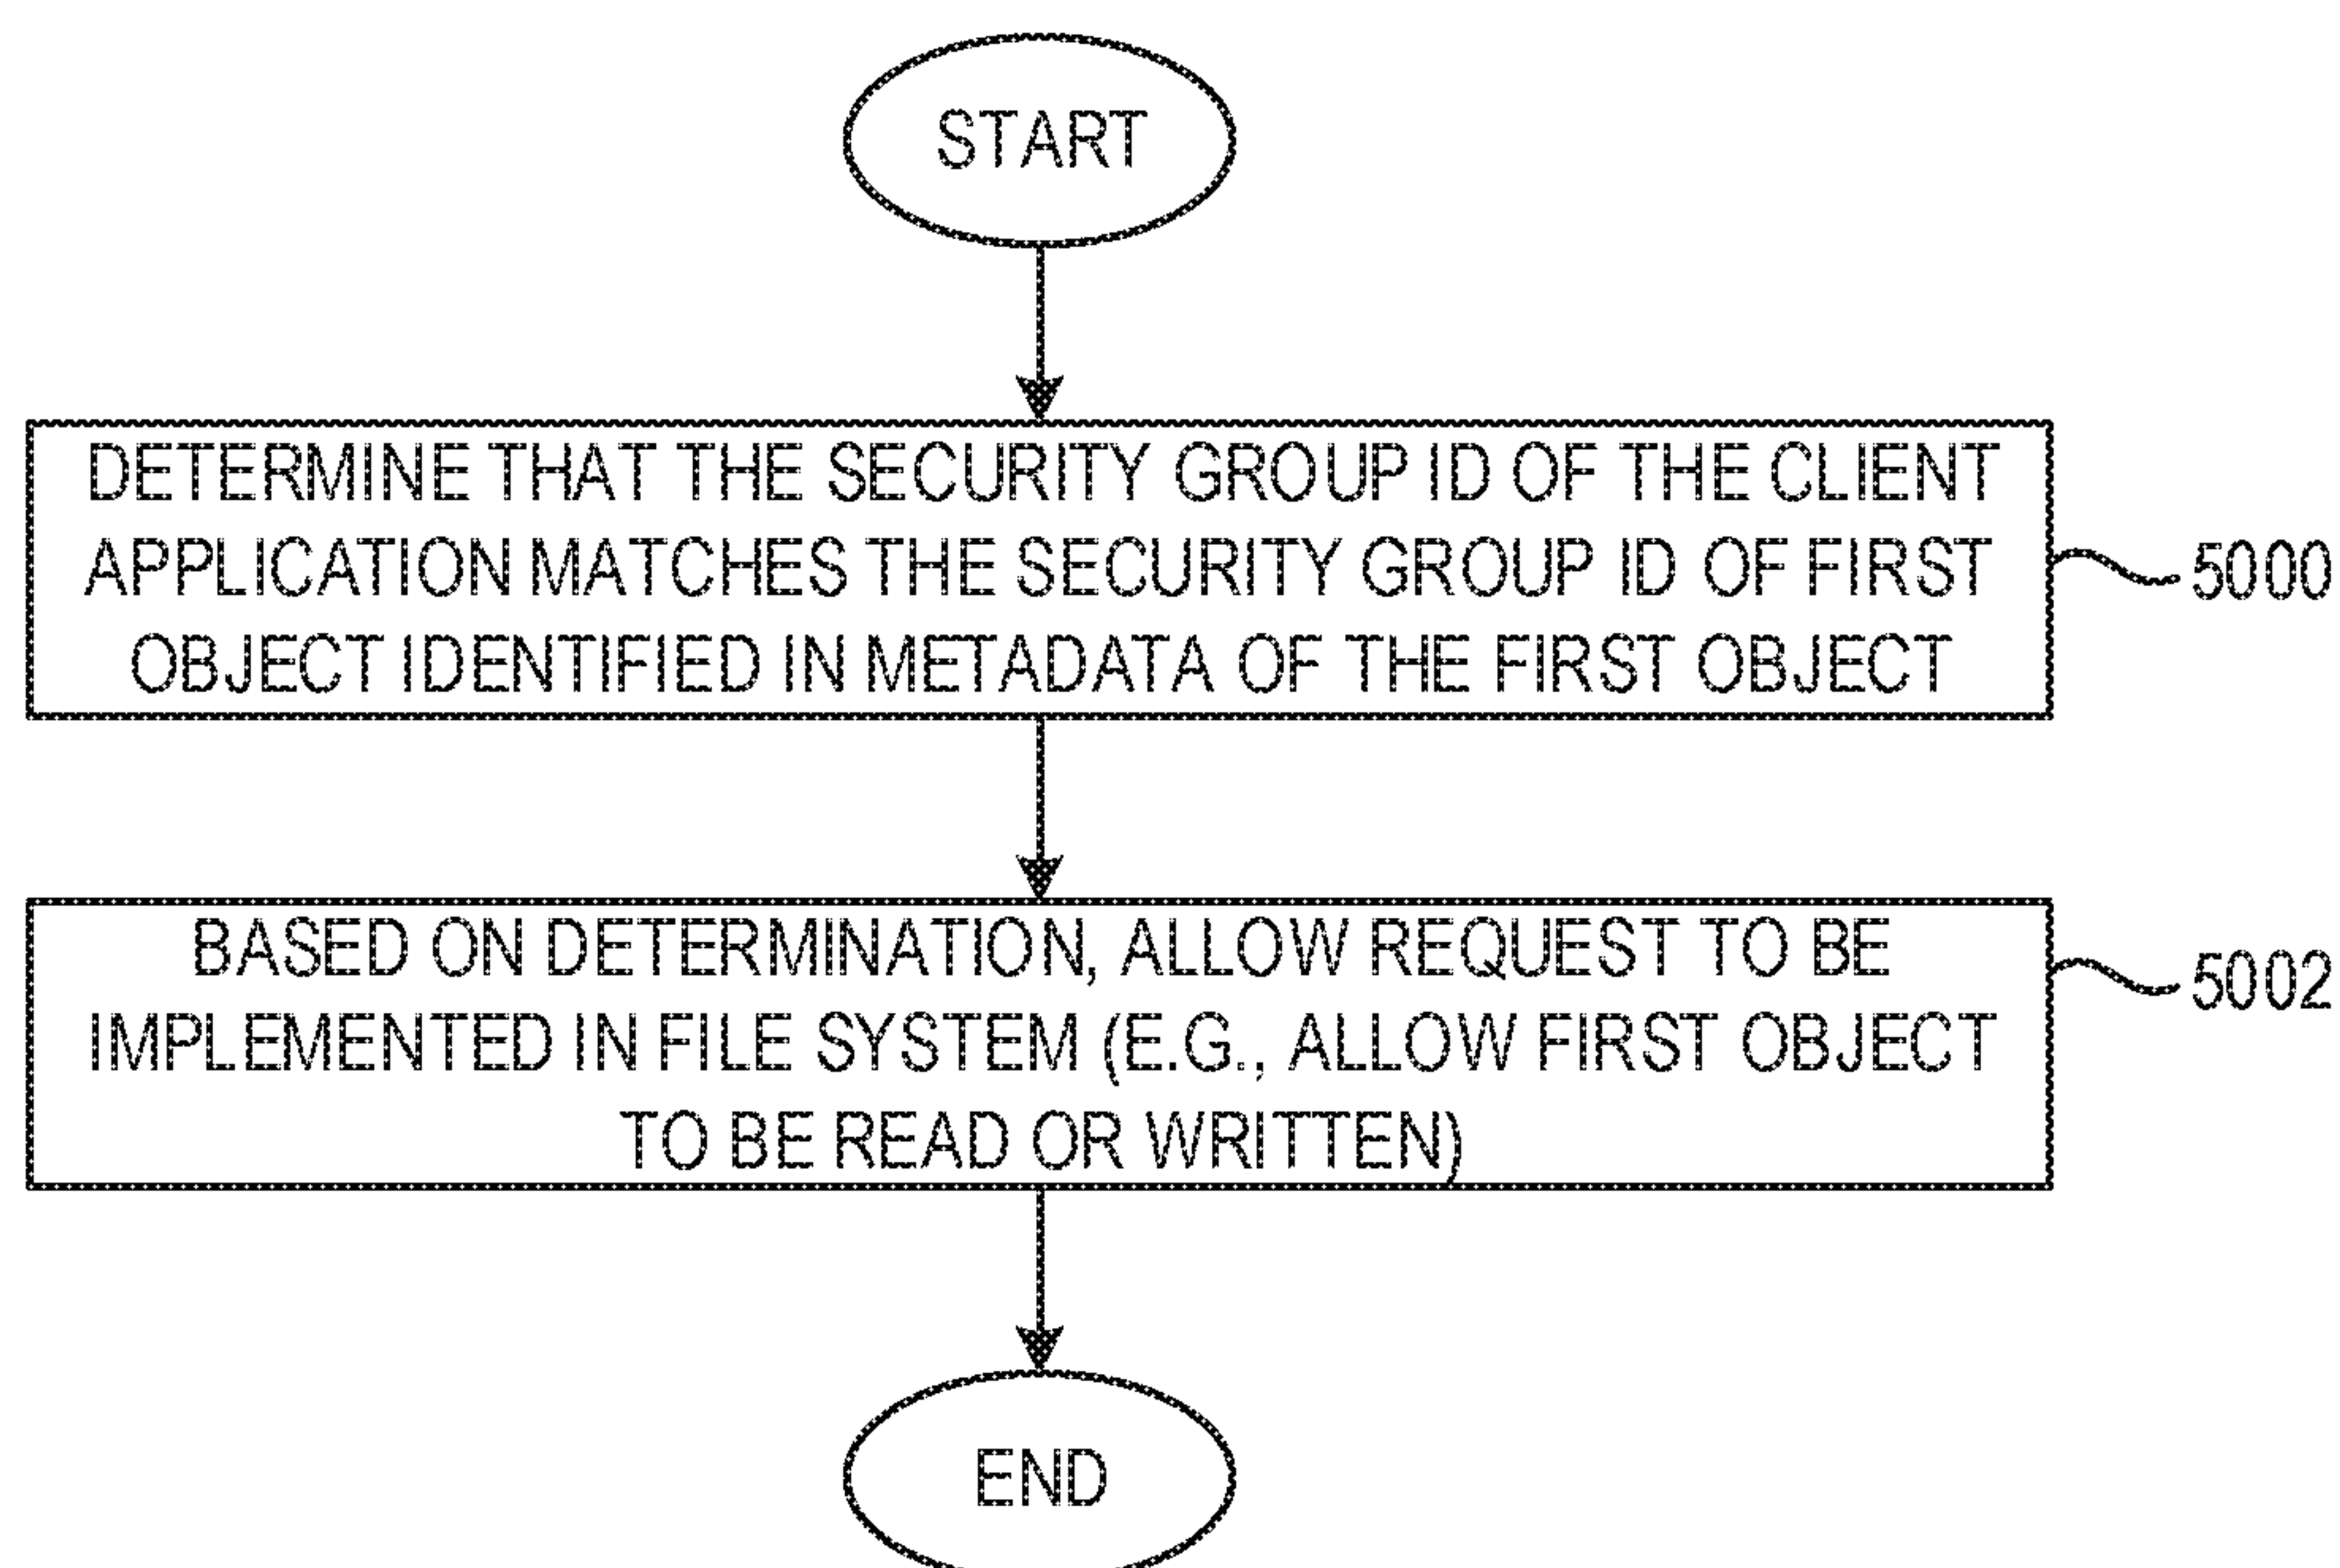 START
DETERMINE THAT THE SECURITY GROUP ID OF THE CLIENT
APPLICATION MATCHES THE SECURITY GROUP ID OF FIRST
OBJECT IDENTIFIED IN METADATA OF THE FIRST OBJECT
5000
BASED ON DETERMINATION, ALLOW REQUEST TO BE
IMPLEMENTED IN FILE SYSTEM (E.G., ALLOW FIRST OBJECT
TO BE READ OR WRITTEN)
5002
END